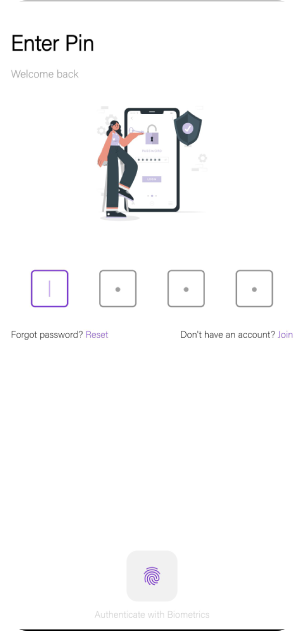 Enter Pin
Welcome back
Forgot password? Reset
Don't have an account? Join
Authenticate with Biometrics